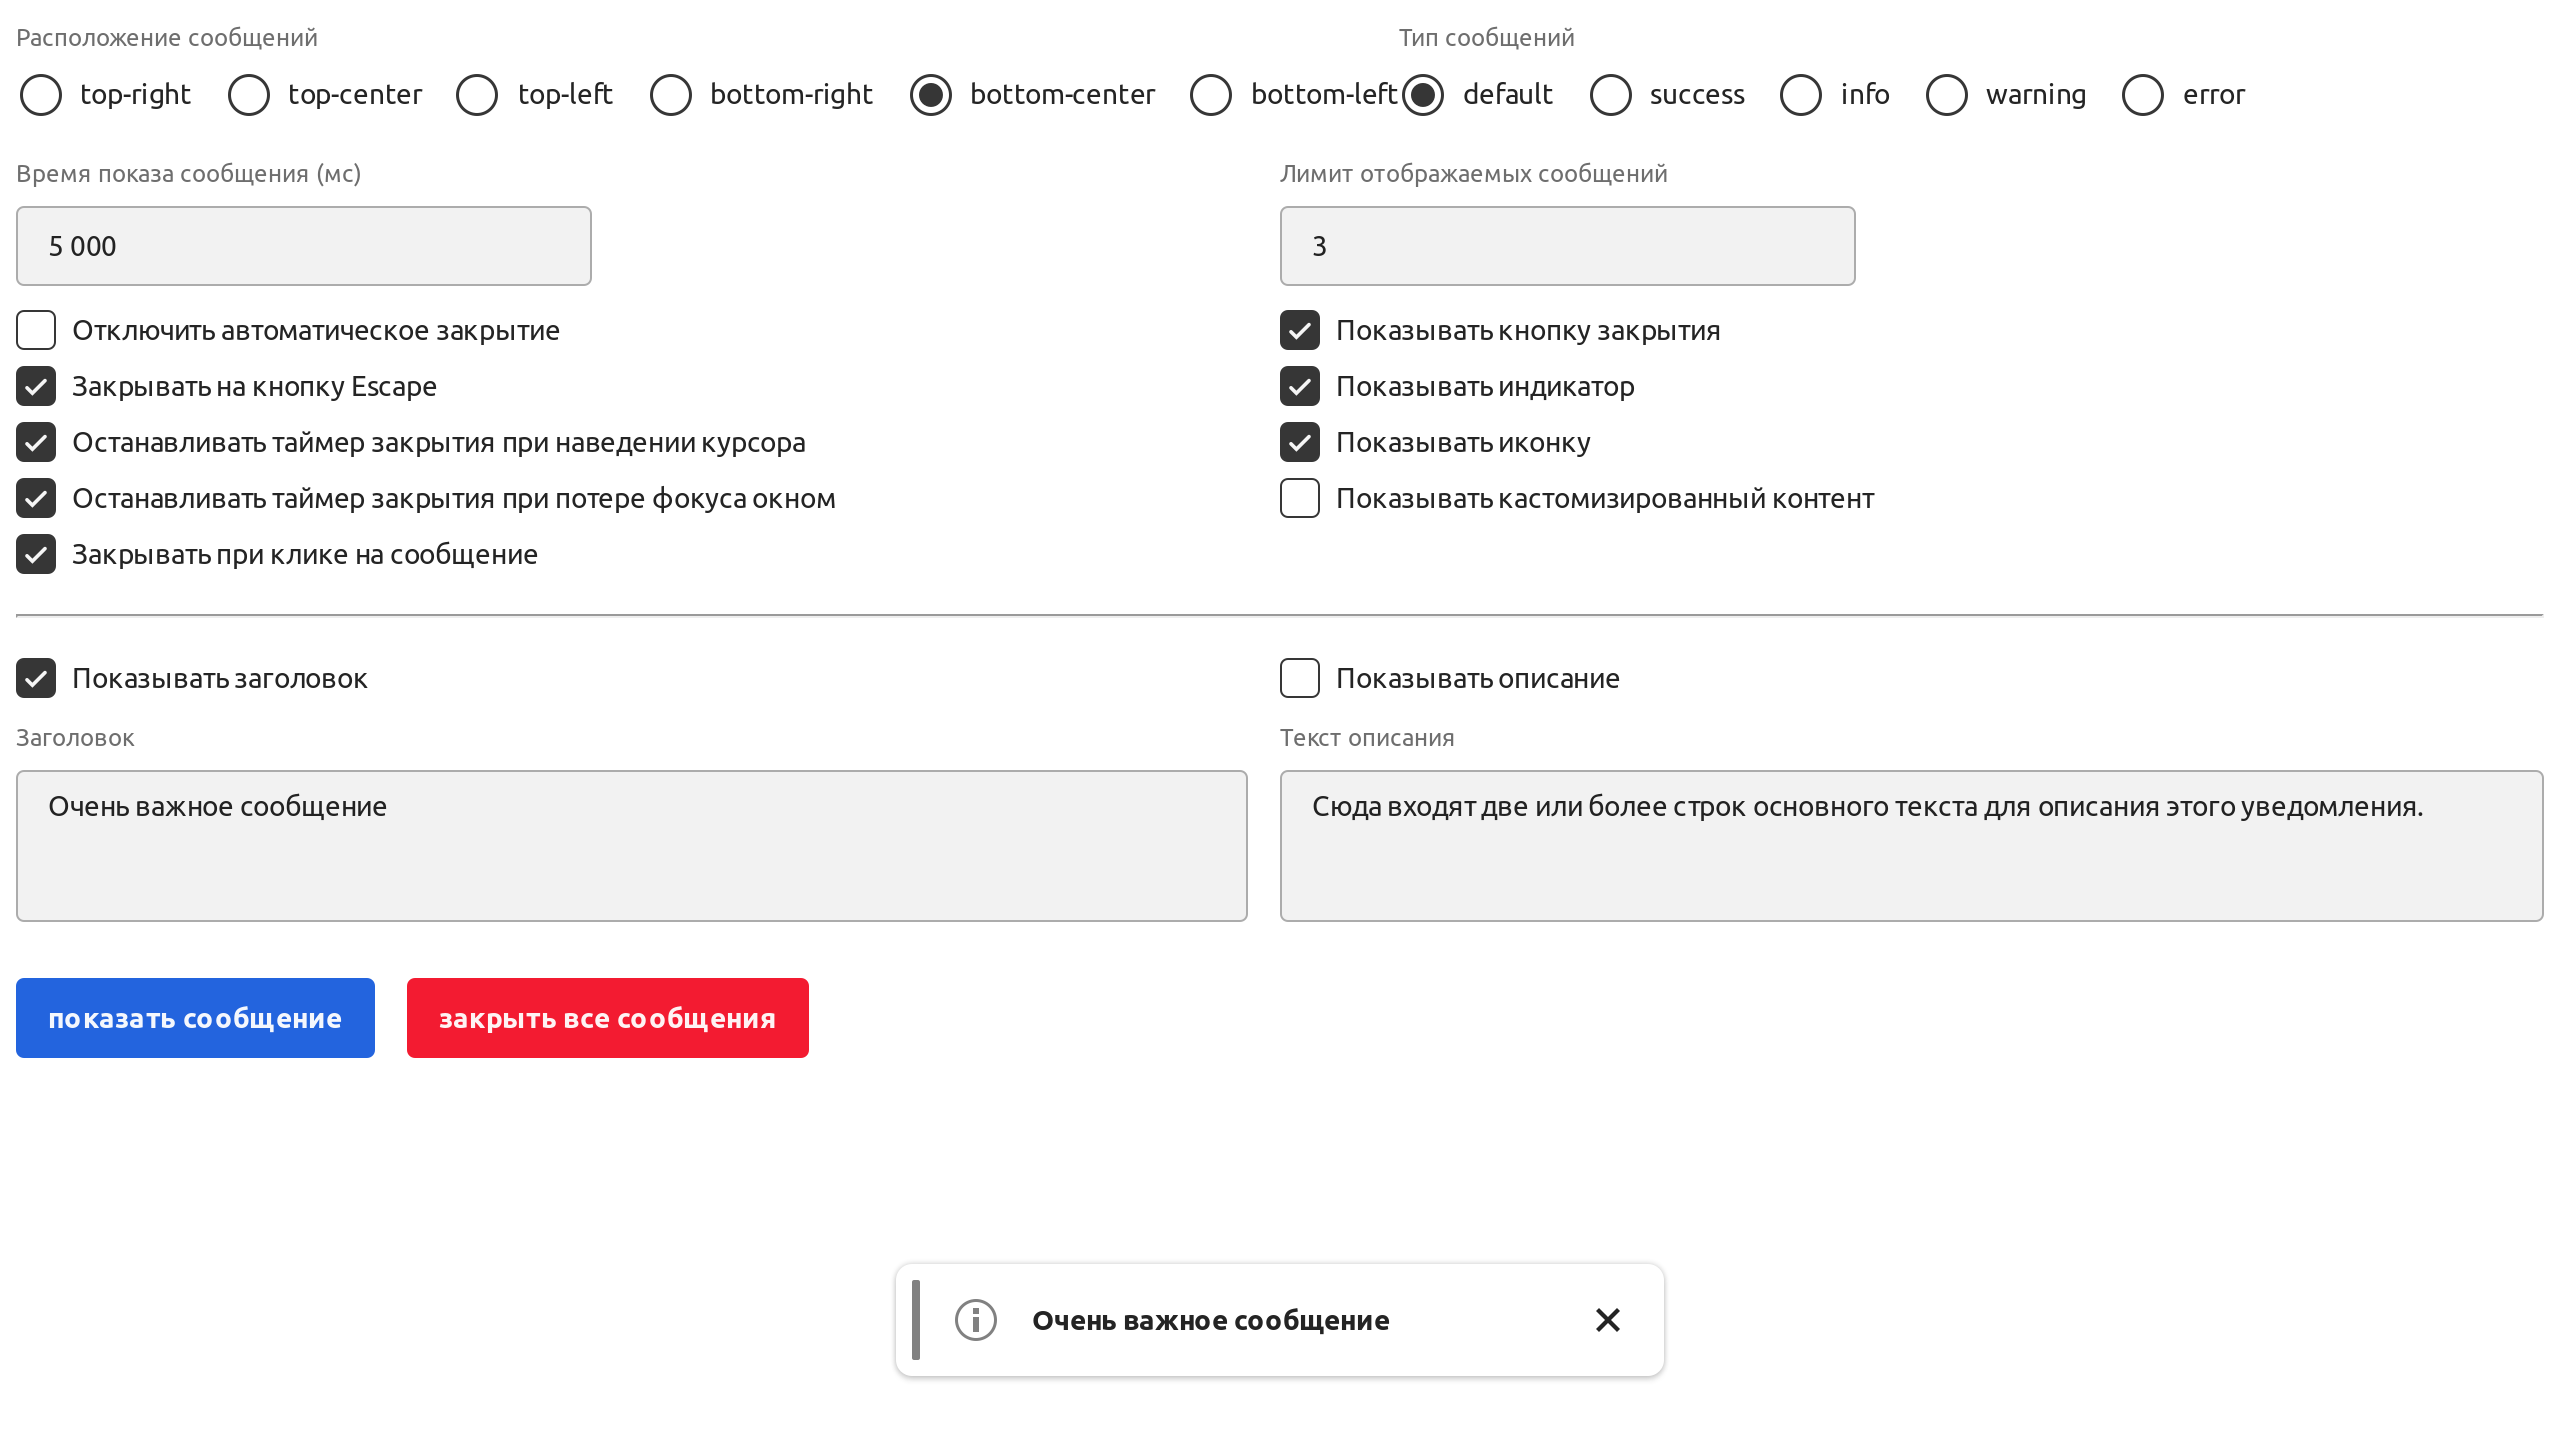 Расположение сообщений
Тип сообщений
top-right top-center top-left bottom-right bottom-center bottom-left default success info warning error
Время показа сообщения (мс)
Лимит отображаемых сообщений
5 000
3
Отключить автоматическое закрытие
Закрывать на кнопку Escape
Останавливать таймер закрытия при наведении курсора
Останавливать таймер закрытия при потере фокуса окном
Закрывать при клике на сообщение
Показывать кнопку закрытия
Показывать индикатор
Показывать иконку
Показывать кастомизированный контент
Показывать заголовок
Показывать описание
Заголовок
Текст описания
Очень важное сообщение
Сюда входят две или более строк основного текста для описания этого уведомления.
показать сообщение
закрыть все сообщения
Очень важное сообщение